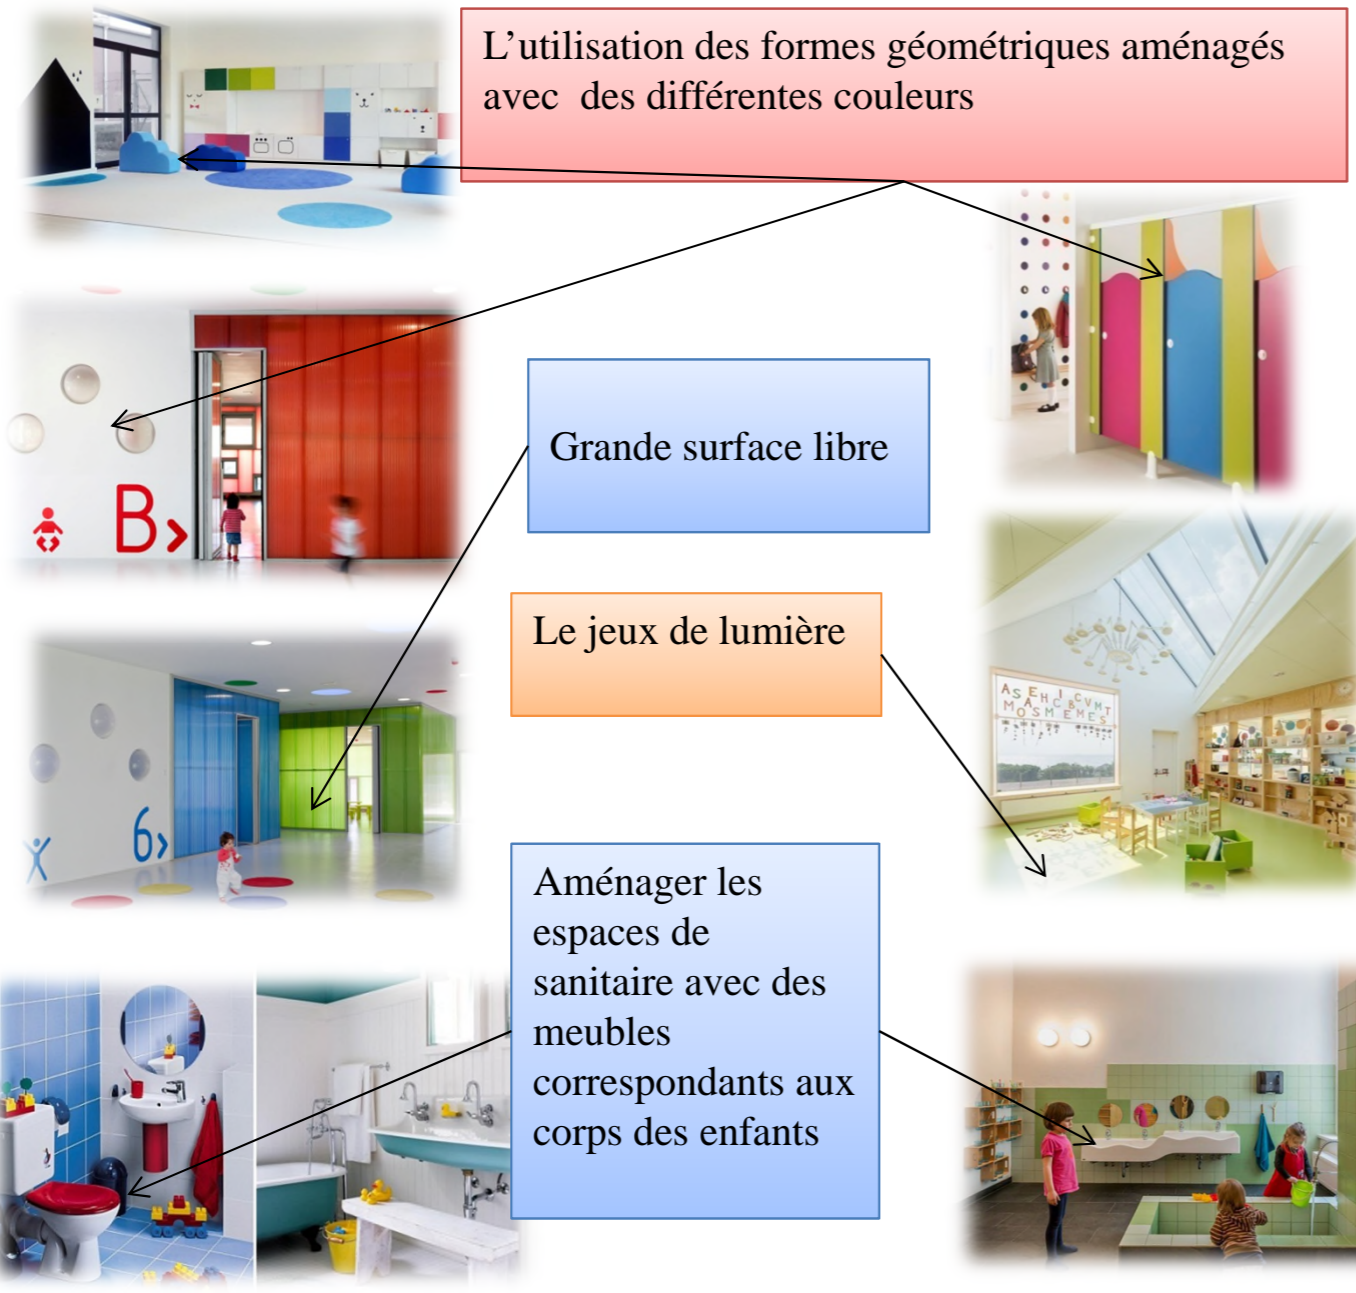 L’utilisation des formes géométriques aménagés
avec des différentes couleurs
B>
Grande surface libre
Le jeux de lumière
A S E H I C V M T
M O A S H C M B E M C E S
6>
Aménager les
espaces de
sanitaire avec des
meubles
correspondants aux
corps des enfants